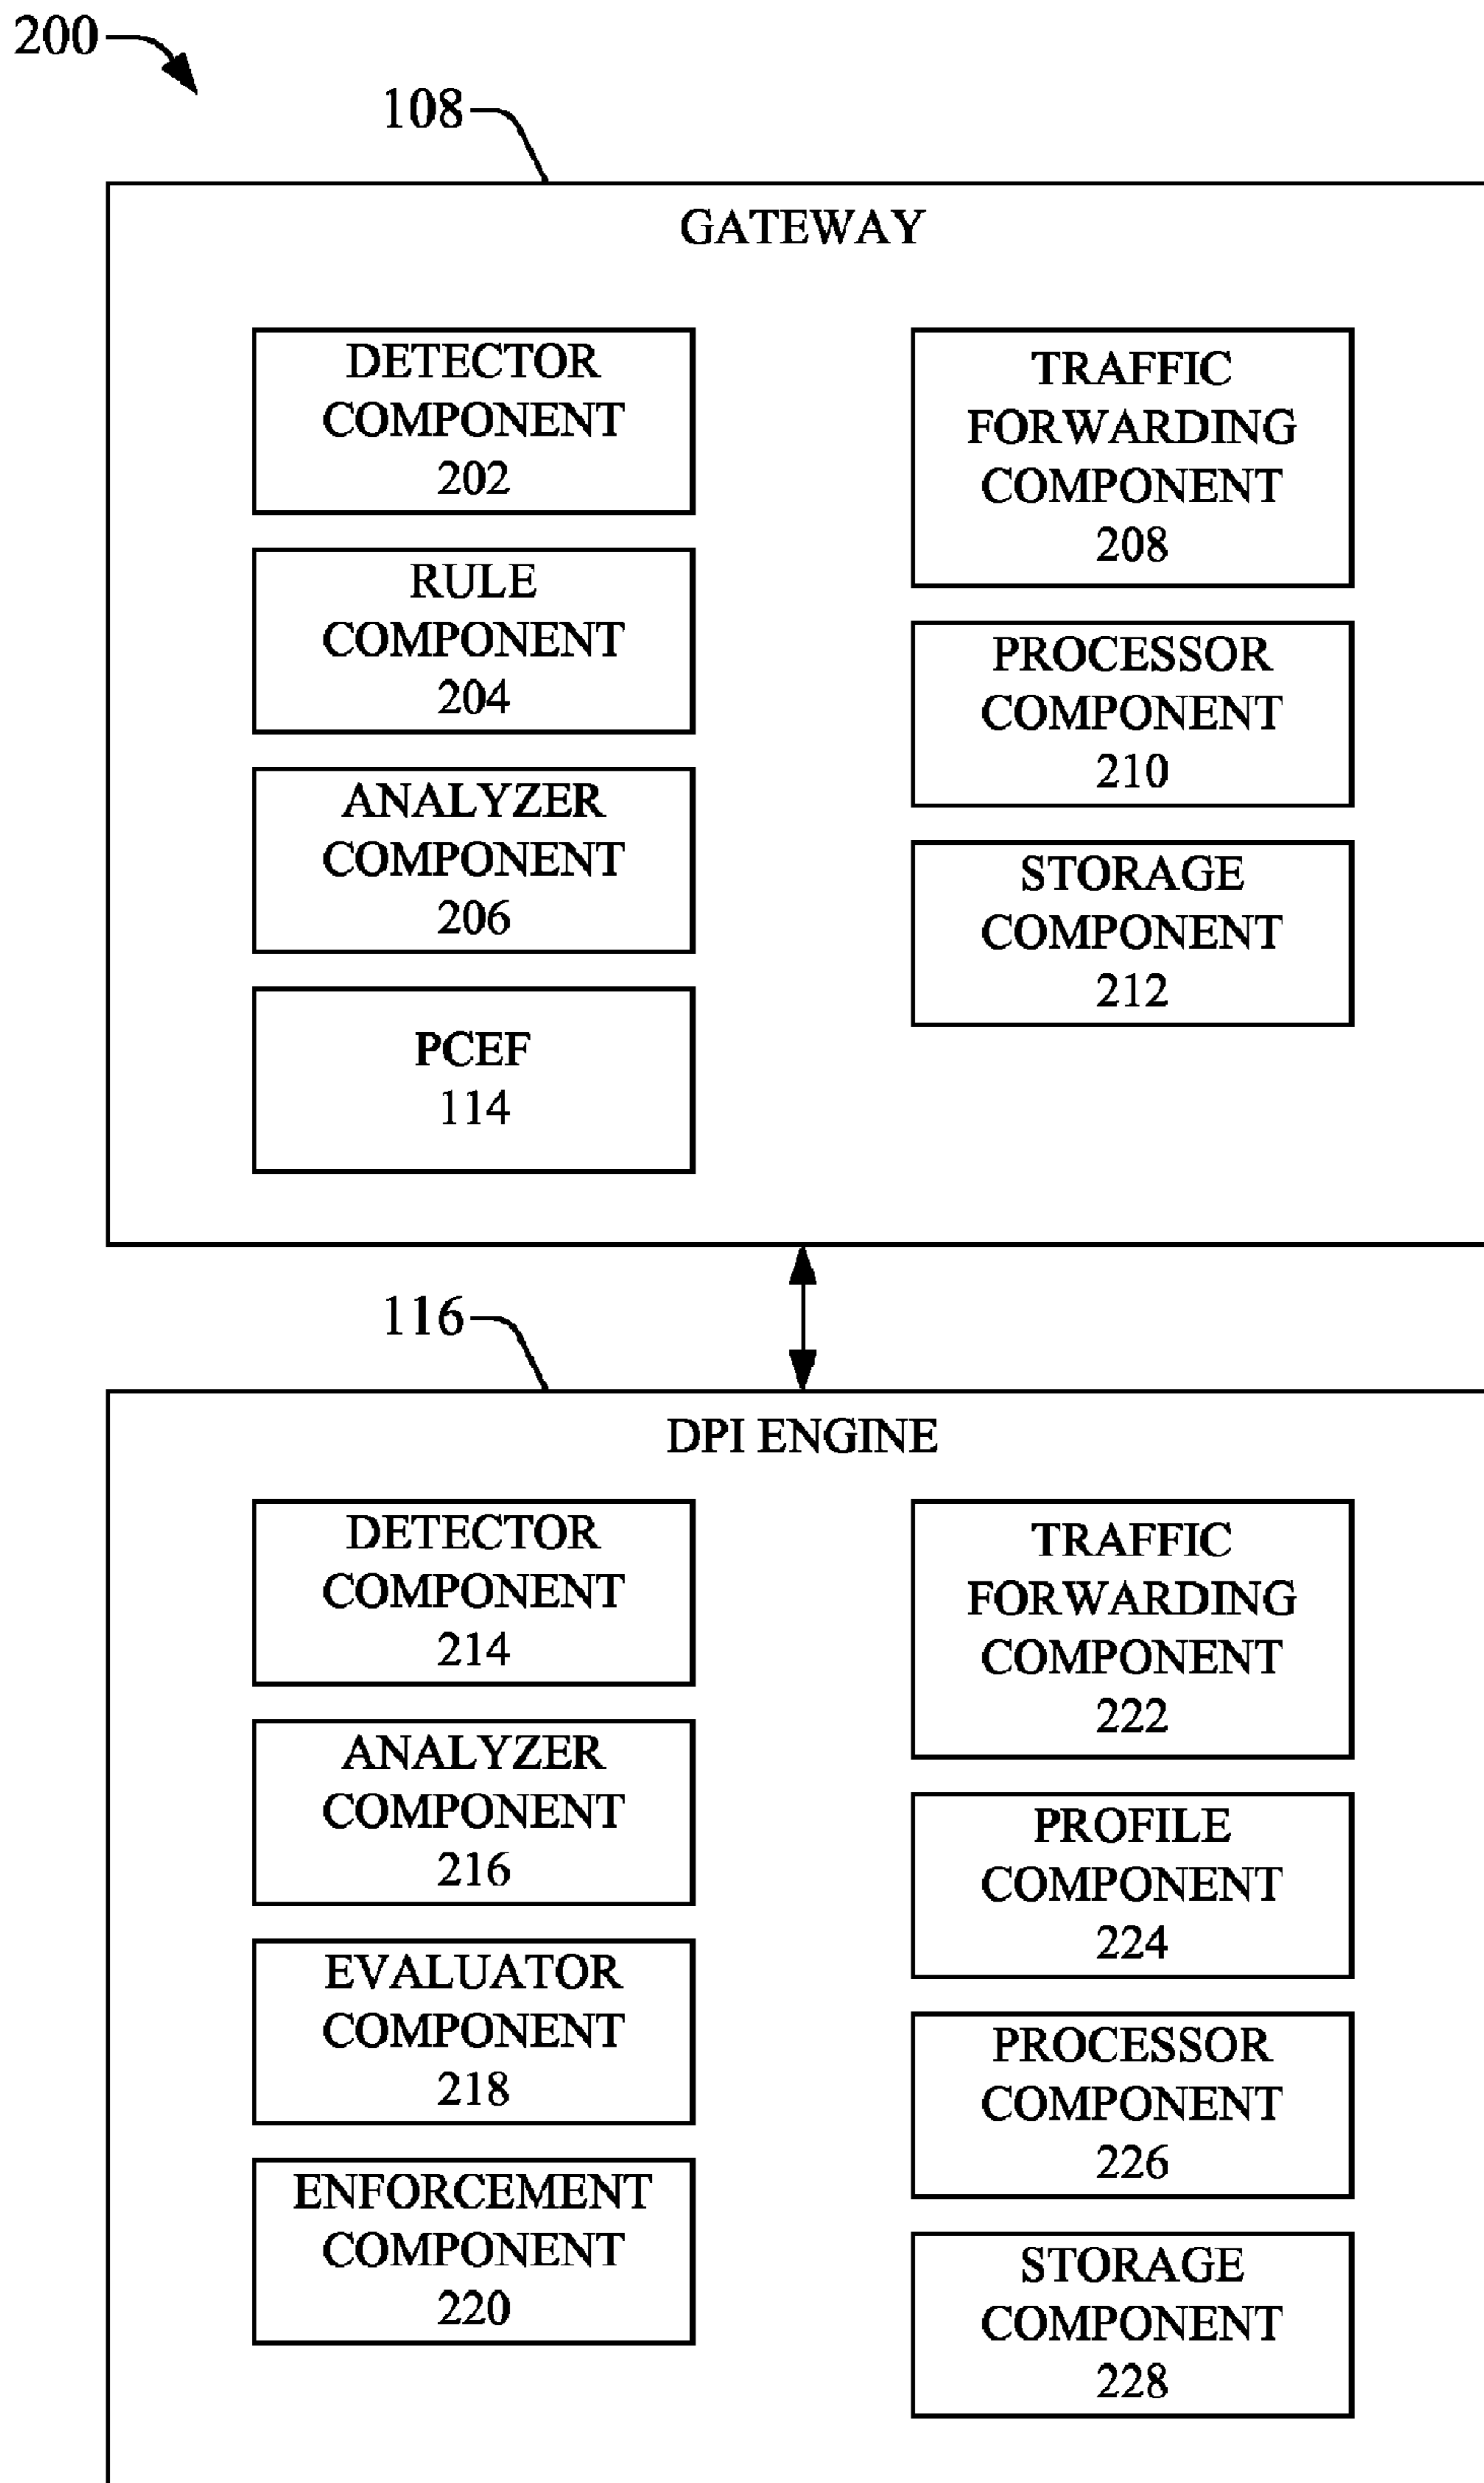 200
108
GATEWAY
DETECTOR
COMPONENT
202
RULE
COMPONENT
204
ANALYZER
COMPONENT
206
PCEF
114
TRAFFIC
FORWARDING
COMPONENT
208
PROCESSOR
COMPONENT
210
STORAGE
COMPONENT
212
116
DPI ENGINE
DETECTOR
COMPONENT
214
ANALYZER
COMPONENT
216
EVALUATOR
COMPONENT
218
ENFORCEMENT
COMPONENT
220
TRAFFIC
FORWARDING
COMPONENT
222
PROFILE
COMPONENT
224
PROCESSOR
COMPONENT
226
STORAGE
COMPONENT
228